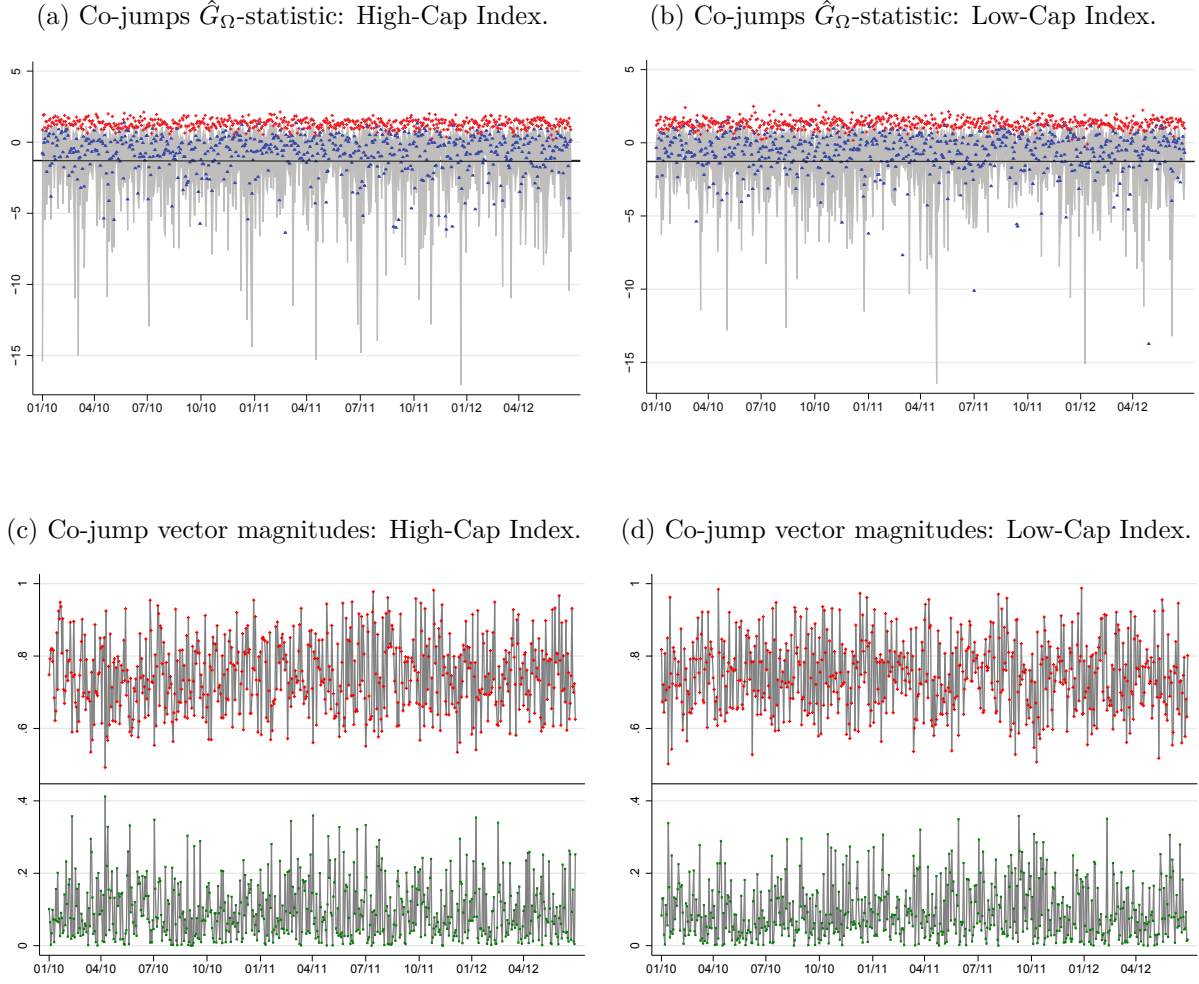 (a) Co-jumps Ĝ_Ω-statistic: High-Cap Index.
(b) Co-jumps Ĝ_Ω-statistic: Low-Cap Index.
5
0
−5
−10
−15
01/10 04/10 07/10 10/10 01/11 04/11 07/11 10/11 01/12 04/12
5
0
−5
−10
−15
01/10 04/10 07/10 10/10 01/11 04/11 07/11 10/11 01/12 04/12
(c) Co-jump vector magnitudes: High-Cap Index.
(d) Co-jump vector magnitudes: Low-Cap Index.
1
.8
.6
.4
.2
0
01/10 04/10 07/10 10/10 01/11 04/11 07/11 10/11 01/12 04/12
1
.8
.6
.4
.2
0
01/10 04/10 07/10 10/10 01/11 04/11 07/11 10/11 01/12 04/12